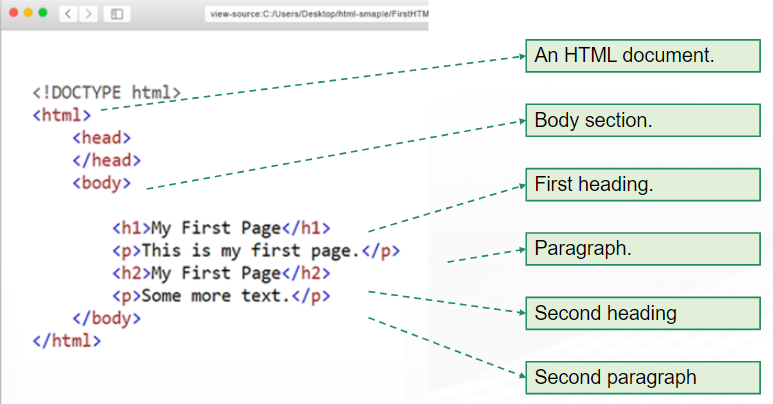 view-source:C:/Users/Desktop/html-smaple/FirstHTM
<!DOCTYPE html>
<html>
<head>
</head>
<body>
<h1>My First Page</h1>
<p>This is my first page.</p>
<h2>My First Page</h2>
<p>Some more text.</p>
</body>
</html>
An HTML document.
Body section.
First heading.
Paragraph.
Second heading
Second paragraph